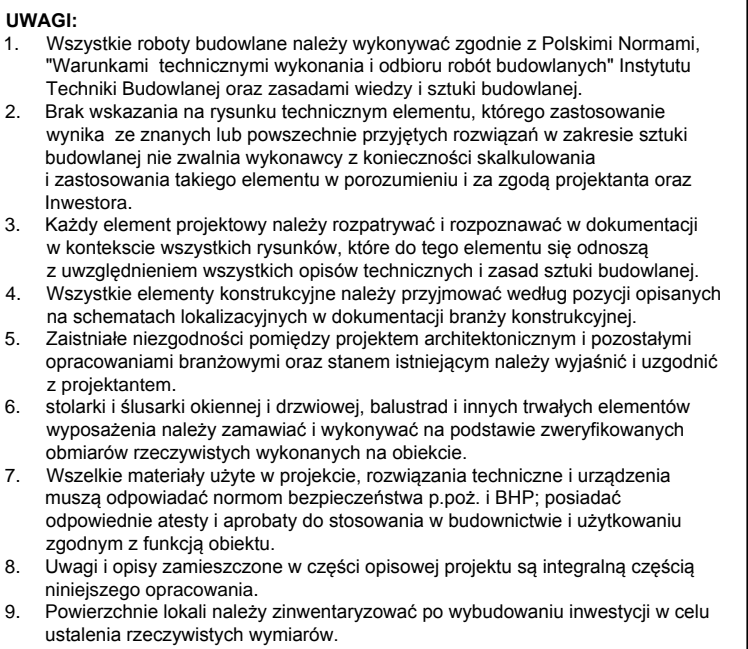 UWAGI:
1. Wszystkie roboty budowlane należy wykonywać zgodnie z Polskimi Normami,
"Warunkami technicznymi wykonania i odbioru robót budowlanych" Instytutu
Techniki Budowlanej oraz zasadami wiedzy i sztuki budowlanej.
2. Brak wskazania na rysunku technicznym elementu, którego zastosowanie
wynika ze znanych lub powszechnie przyjętych rozwiązań w zakresie sztuki
budowlanej nie zwalnia wykonawcy z konieczności skalkulowania
i zastosowania takiego elementu w porozumieniu i za zgodą projektanta oraz
Inwestora.
3. Każdy element projektowy należy rozpatrywać i rozpoznawać w dokumentacji
w kontekscie wszystkich rysunków, które do tego elementu się odnoszą
z uwzględnieniem wszystkich opisów technicznych i zasad sztuki budowlanej.
4. Wszystkie elementy konstrukcyjne należy przyjmować według pozycji opisanych
na schematach lokalizacyjnych w dokumentacji branży konstrukcyjnej.
5. Zaistniałe niezgodności pomiędzy projektem architektonicznym i pozostałymi
opracowaniami branżowymi oraz stanem istniejącym należy wyjaśnić i uzgodnić
z projektantem.
6. stolarki i ślusarki okiennej i drzwiowej, balustrad i innych trwałych elementów
wyposażenia należy zamawiać i wykonywać na podstawie zweryfikowanych
obmiarów rzeczywistych wykonanych na obiekcie.
7. Wszelkie materiały użyte w projekcie, rozwiązania techniczne i urządzenia
muszą odpowiadać normom bezpieczeństwa p.poż. i BHP; posiadać
odpowiednie atesty i aprobaty do stosowania w budownictwie i użytkowaniu
zgodnym z funkcją obiektu.
8. Uwagi i opisy zamieszczone w części opisowej projektu są integralną częścią
niniejszego opracowania.
9. Powierzchnie lokali należy zinwentaryzować po wybudowaniu inwestycji w celu
ustalenia rzeczywistych wymiarów.